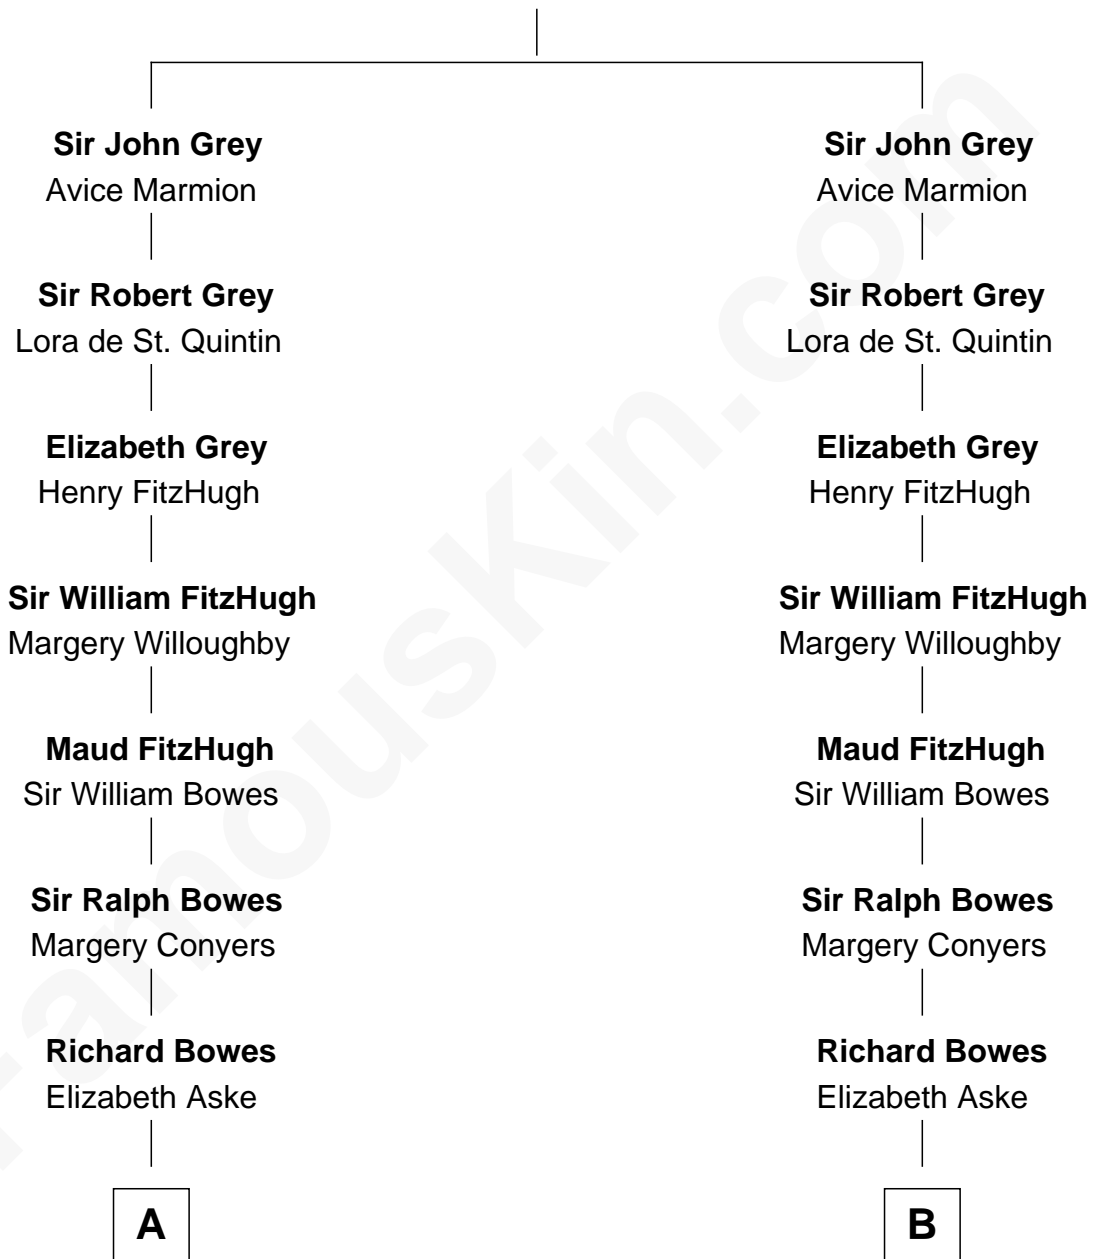 Sir John Grey
Avice Marmion
Sir Robert Grey
Lora de St. Quintin
Elizabeth Grey
Henry FitzHugh
Sir William FitzHugh
Margery Willoughby
Maud FitzHugh
Sir William Bowes
Sir Ralph Bowes
Margery Conyers
Richard Bowes
Elizabeth Aske
A
Sir John Grey
Avice Marmion
Sir Robert Grey
Lora de St. Quintin
Elizabeth Grey
Henry FitzHugh
Sir William FitzHugh
Margery Willoughby
Maud FitzHugh
Sir William Bowes
Sir Ralph Bowes
Margery Conyers
Richard Bowes
Elizabeth Aske
B
FamousKin.com